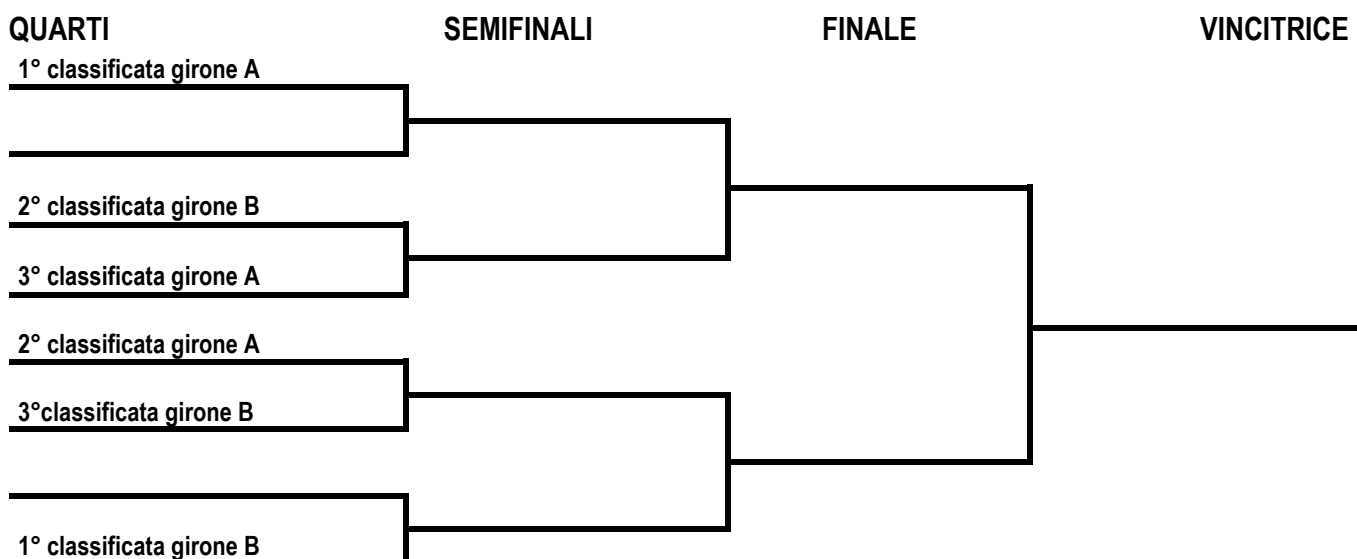 QUARTI SEMIFINALI FINALE VINCITRICE
1° classificata girone A
2° classificata girone B
3° classificata girone A
2° classificata girone A
3°classificata girone B
1° classificata girone B